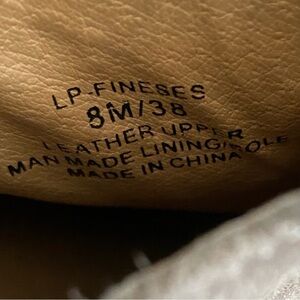 LP-FINESES
8M/38
LEATHER UPPER
MAN MADE LINING/SOLE
MADE IN CHINA